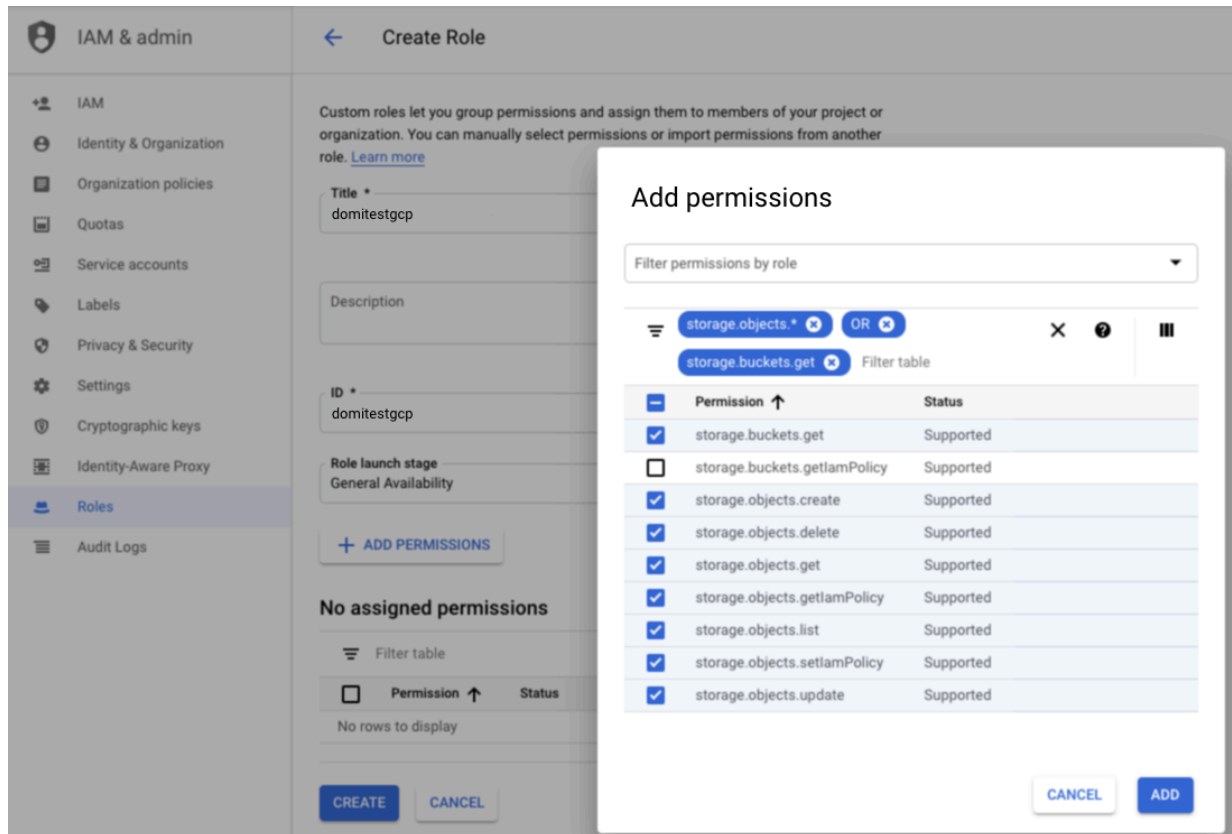 IAM & admin
IAM
Identity & Organization
Organization policies
Quotas
Service accounts
Labels
Privacy & Security
Settings
Cryptographic keys
Identity-Aware Proxy
Roles
Audit Logs
Create Role
Custom roles let you group permissions and assign them to members of your project or
organization. You can manually select permissions or import permissions from another
role. Learn more
Title *
domitestgcp
Description
ID *
domitestgcp
Role launch stage
General Availability
ADD PERMISSIONS
No assigned permissions
Filter table
Permission Status
No rows to display
CREATE CANCEL
Add permissions
Filter permissions by role
storage.objects.* OR
storage.buckets.get Filter table
Permission Status
storage.buckets.get Supported
storage.buckets.getIamPolicy Supported
storage.objects.create Supported
storage.objects.delete Supported
storage.objects.get Supported
storage.objects.getIamPolicy Supported
storage.objects.list Supported
storage.objects.setIamPolicy Supported
storage.objects.update Supported
CANCEL ADD